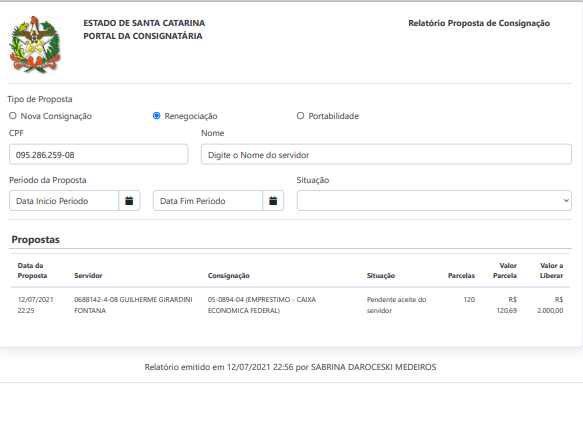 ESTADO DE SANTA CATARINA
PORTAL DA CONSIGNATÁRIA
Relatório Proposta de Consignação
Tipo de Proposta
Nova Consignação Renegociação Portabilidade
CPF Nome
095.286.259-08 Digite o Nome do servidor
Período da Proposta Situação
Data Inicio Periodo Data Fim Periodo
Propostas
Data da Proposta Servidor Consignação Situação Parcelas Valor Parcela Valor a Liberar
12/07/2021 0688142-4-08 GUILHERME GIRARDINI 05-0894-04 (EMPRESTIMO - CAIXA Pendente aceite do 120 R$ R$
22:25 FONTANA ECONOMICA FEDERAL) servidor 120,69 2.000,00
Relatório emitido em 12/07/2021 22:56 por SABRINA DAROCESKI MEDEIROS